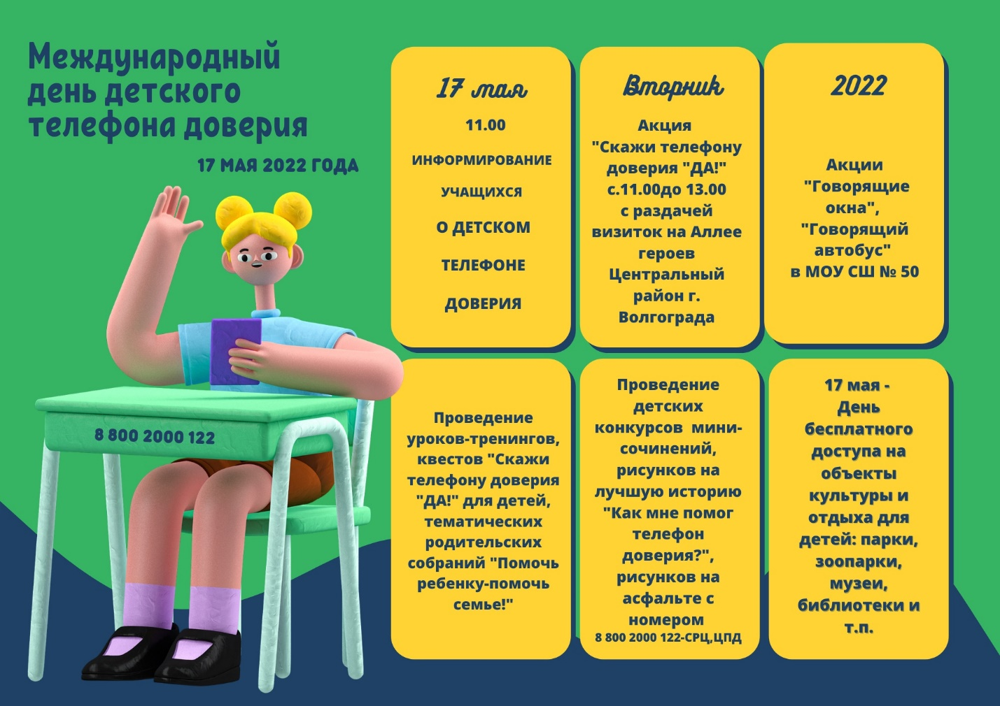 Международный
день детского
телефона доверия
17 МАЯ 2022 ГОДА
8 800 2000 122
17 мая
11.00
ИНФОРМИРОВАНИЕ
УЧАЩИХСЯ
О ДЕТСКОМ
ТЕЛЕФОНЕ
ДОВЕРИЯ
Вторник
Акция
"Скажи телефону
доверия "ДА!"
с.11.00до 13.00
с раздачей
визиток на Аллее
героев
Центральный
район г.
Волгограда
2022
Акции
"Говорящие
окна",
"Говорящий
автобус"
в МОУ СШ № 50
Проведение
уроков-тренингов,
квестов "Скажи
телефону доверия
"ДА!" для детей,
тематических
родительских
собраний "Помочь
ребенку-помочь
семье!"
Проведение
детских
конкурсов мини-
сочинений,
рисунков на
лучшую историю
"Как мне помог
телефон
доверия?",
рисунков на
асфальте с
номером
8 800 2000 122-СРЦ,ЦПД
17 мая -
День
бесплатного
доступа на
объекты
культуры и
отдыха для
детей: парки,
зоопарки,
музеи,
библиотеки и
т.п.